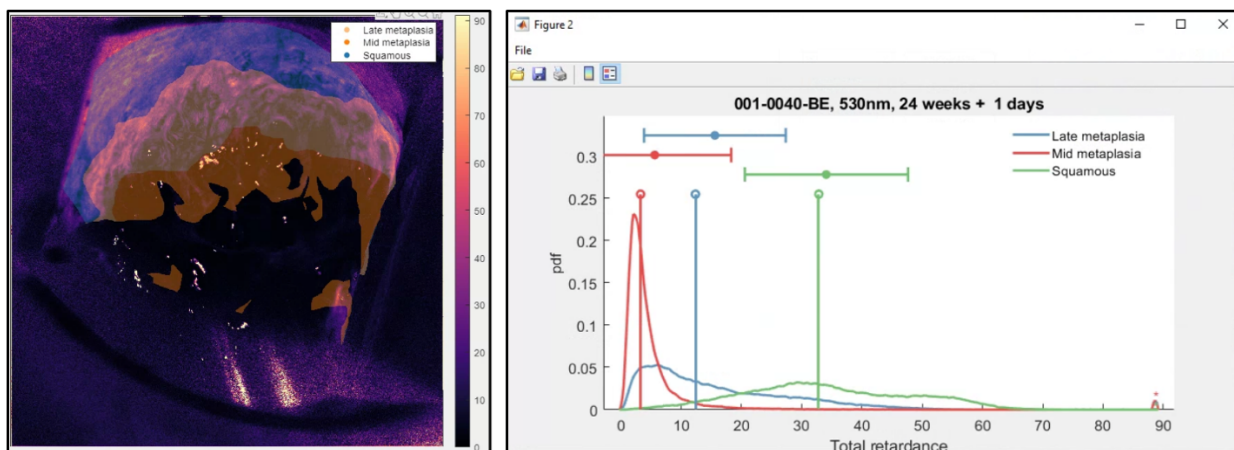 Late metaplasia
Mid metaplasia
Squamous
90
80
70
60
50
40
30
20
10
0
Figure 2
File
001-0040-BE, 530nm, 24 weeks + 1 days
Late metaplasia
Mid metaplasia
Squamous
0.3
0.25
0.2
0.15
0.1
0.05
0
pdf
0 10 20 30 40 50 60 70 80 90
Total retardance
*